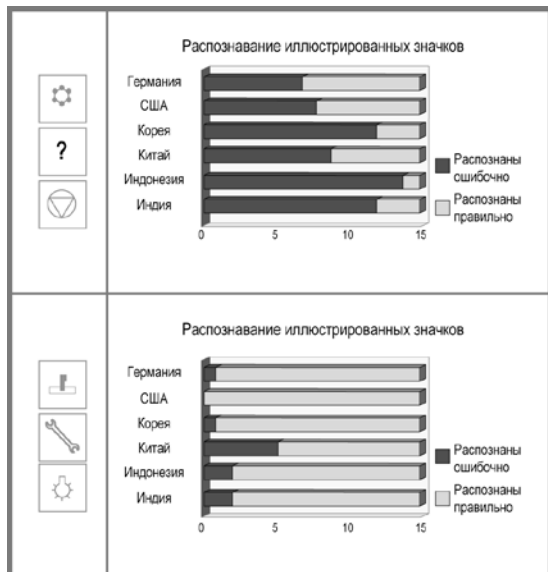 Распознавание иллюстрированных значков
Германия
США
Корея
?
Китай
Распознаны
ошибочно
Индонезия
Индия
Распознаны
правильно
0 5 10 15
Распознавание иллюстрированных значков
Германия
США
Корея
Китай
Распознаны
ошибочно
Индонезия
Индия
Распознаны
правильно
0 5 10 15